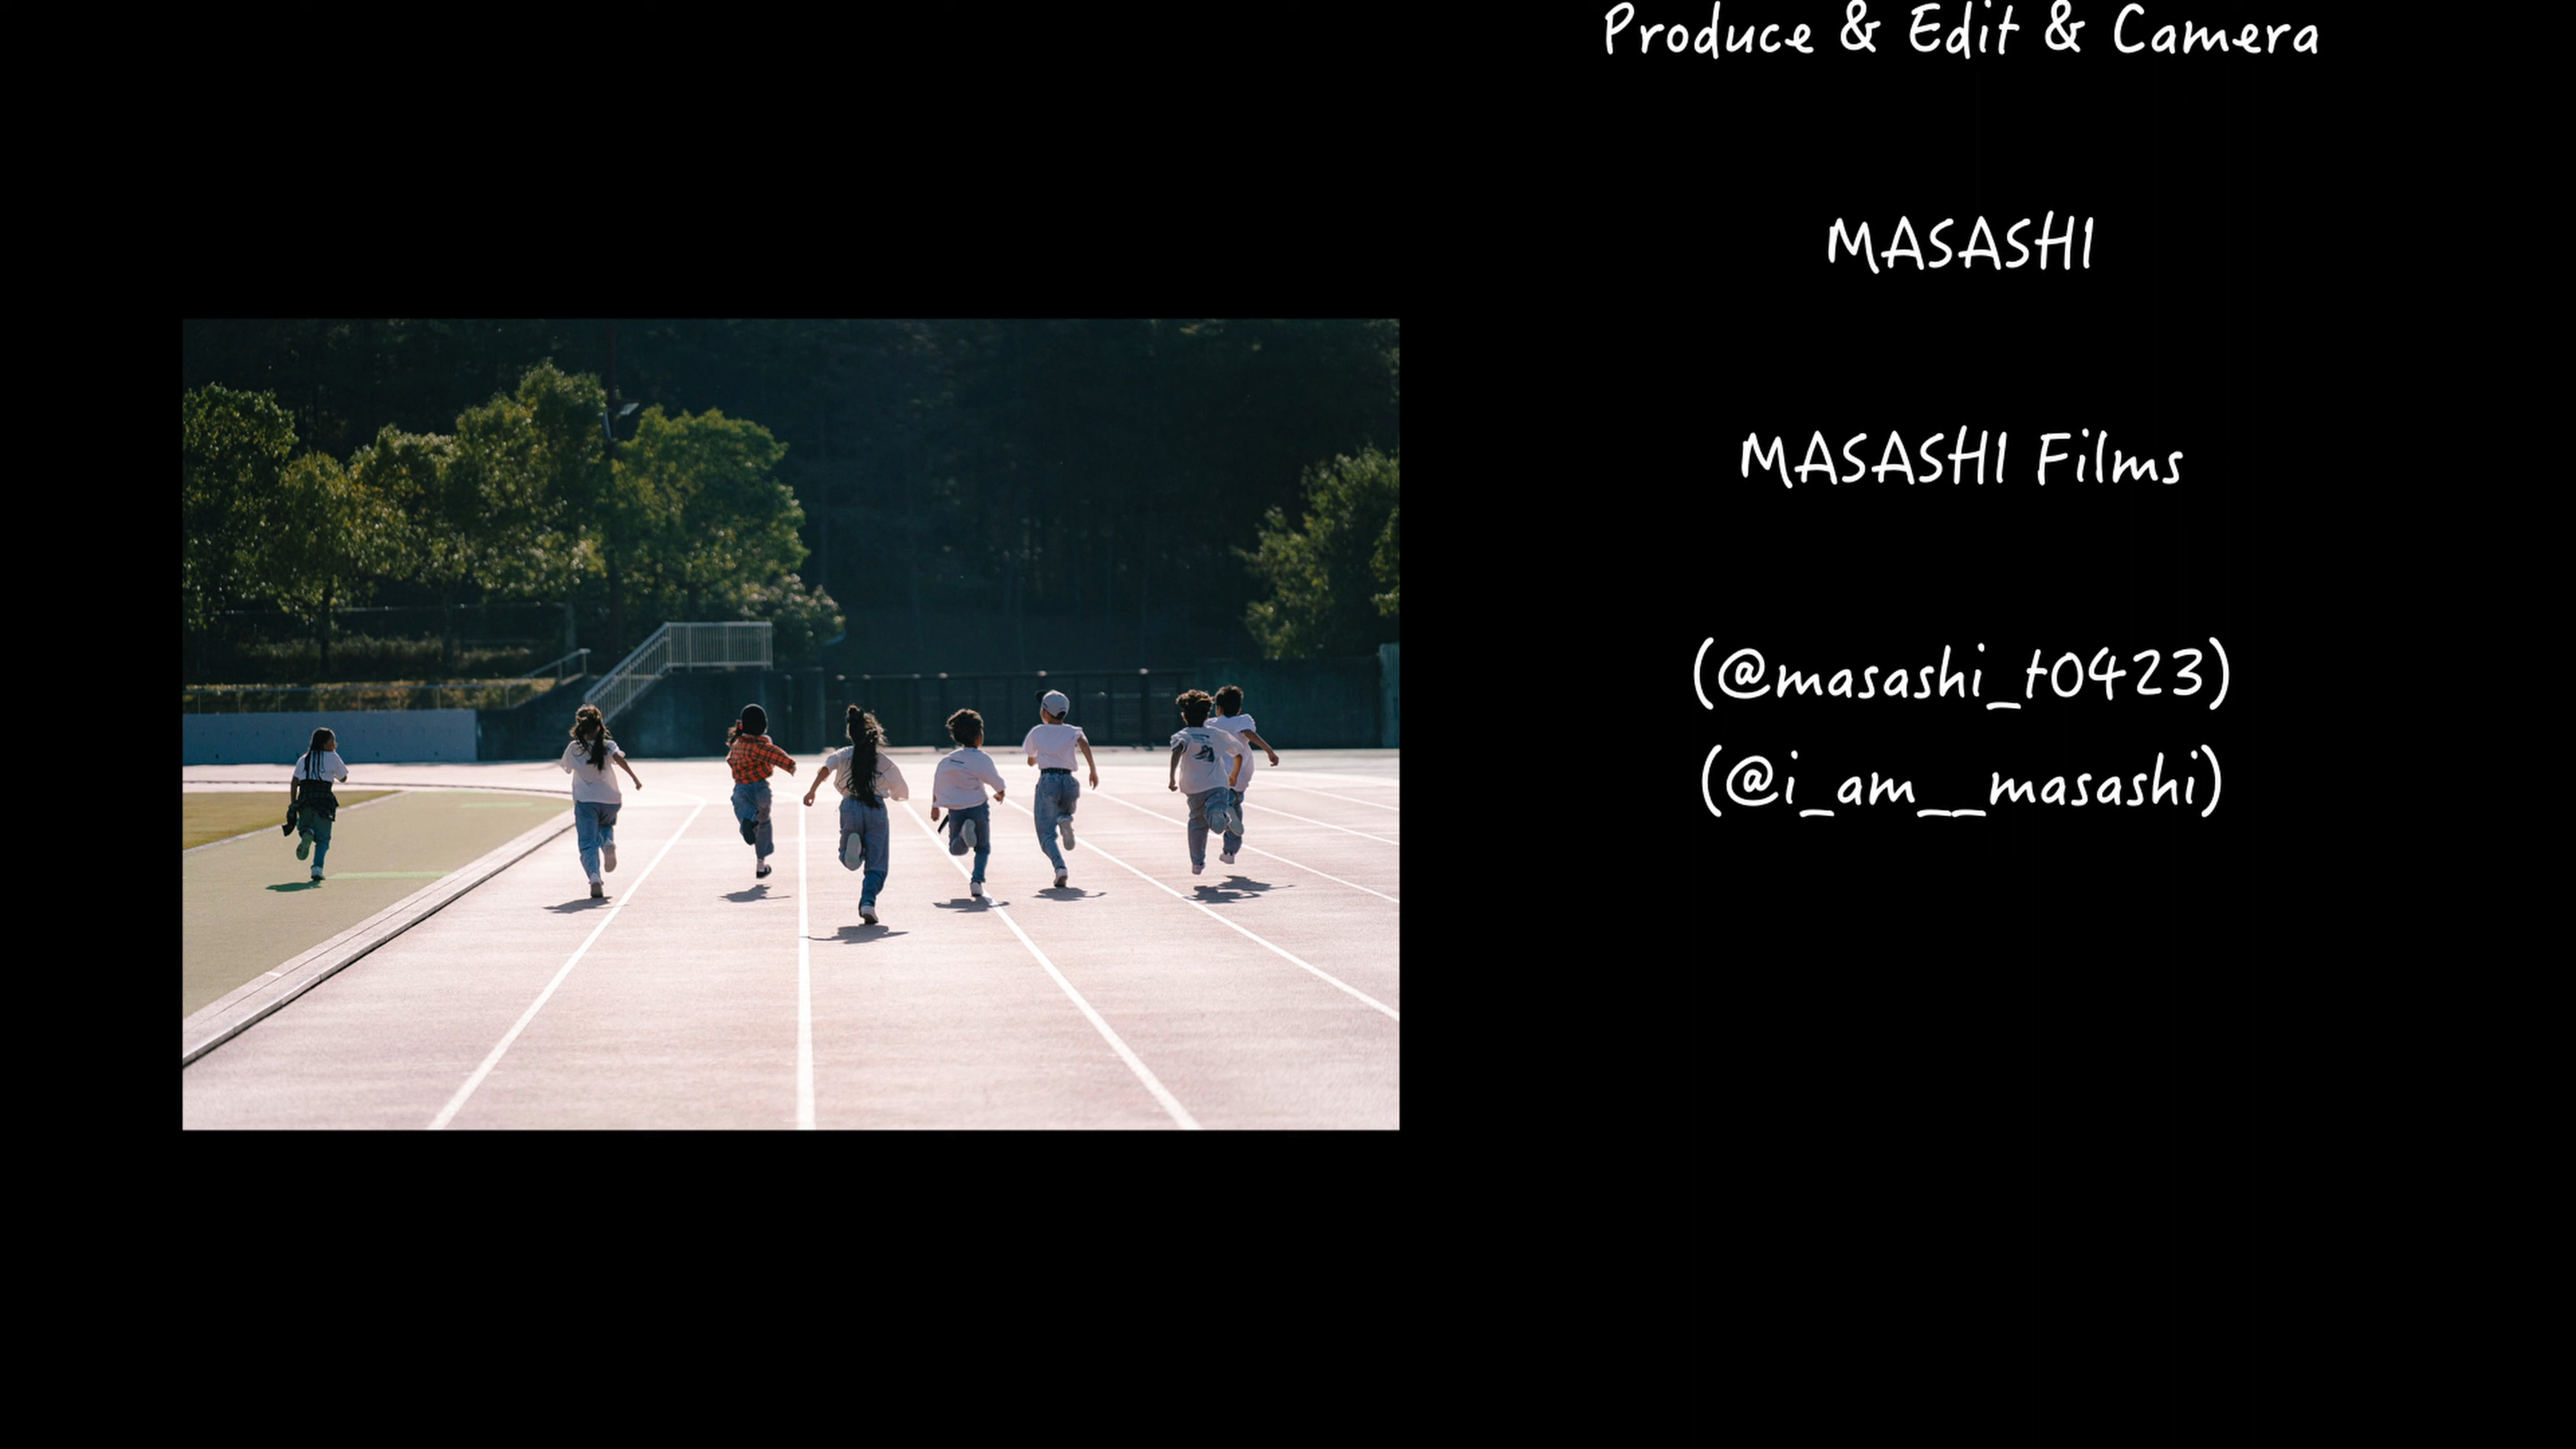 Produce & Edit & Camera
MASASHI
MASASHI Films
(@masashi_t0423)
(@i_am__masashi)